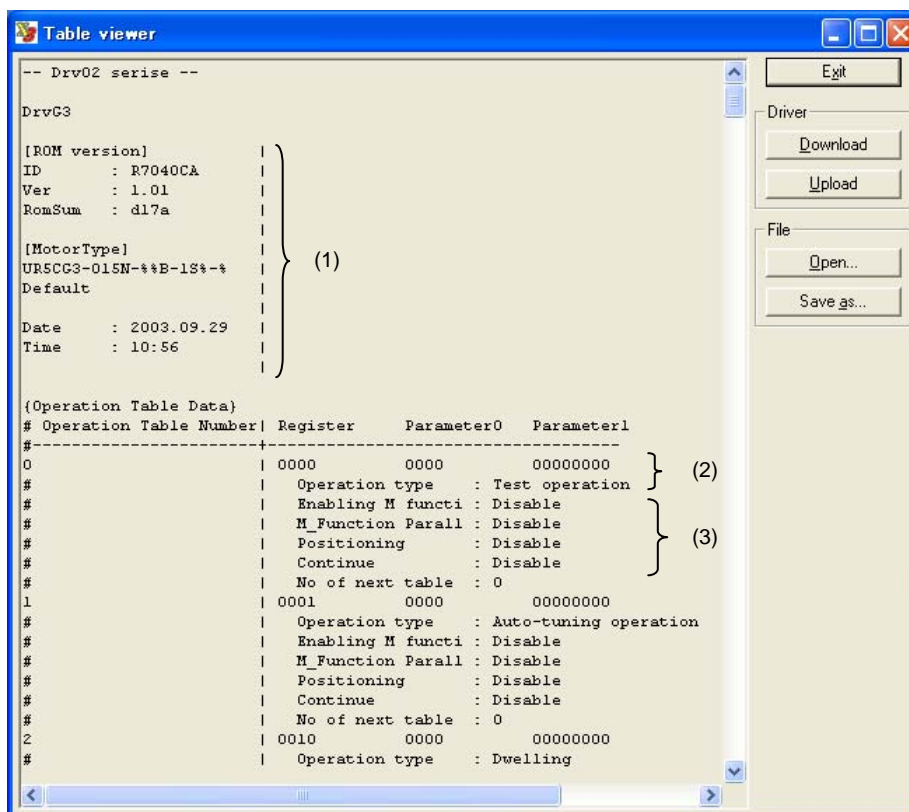 Table viewer
-- Drv02 serise --
DrvG3
[ROM version] |
ID : R7040CA |
Ver : 1.01 |
RomSum : d17a |
|
[MotorType] |
UR5CG3-015N-%%B-1S%-% |
Default |
|
Date : 2003.09.29 |
Time : 10:56 |
|
(1)
{Operation Table Data}
# Operation Table Number| Register Parameter0 Parameter1
#-----------------------+-----------------------------------
0 | 0000 0000 00000000
# | Operation type : Test operation
(2)
# | Enabling M functi : Disable
# | M_Function Parall : Disable
# | Positioning : Disable
# | Continue : Disable
(3)
# | No of next table : 0
1 | 0001 0000 00000000
# | Operation type : Auto-tuning operation
# | Enabling M functi : Disable
# | M_Function Parall : Disable
# | Positioning : Disable
# | Continue : Disable
# | No of next table : 0
2 | 0010 0000 00000000
# | Operation type : Dwelling
Exit
Driver
Download
Upload
File
Open...
Save as...